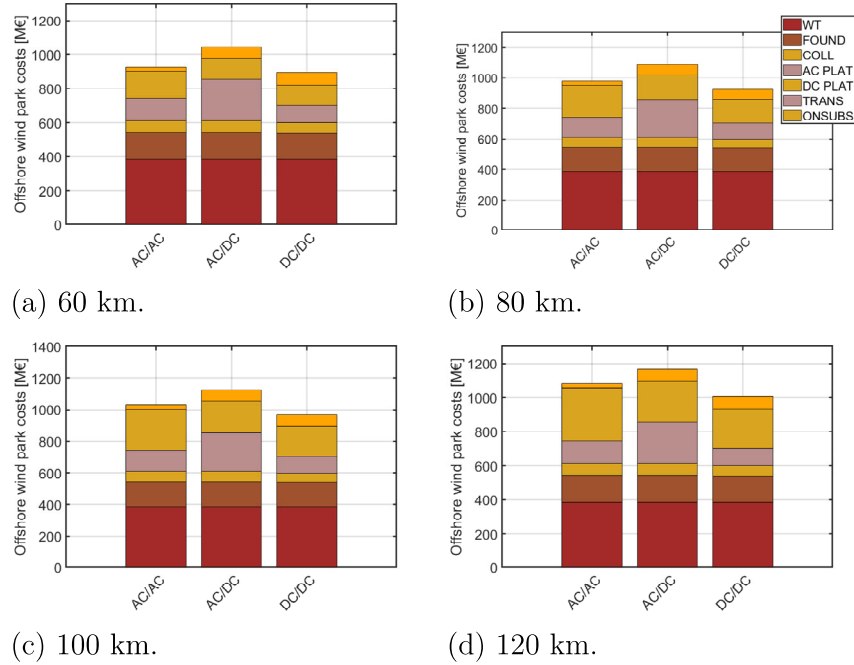 Offshore wind park costs [M€]
1200
1000
800
600
400
200
0
AC/AC
AC/DC
DC/DC
(a) 60 km.
Offshore wind park costs [M€]
1200
1000
800
600
400
200
0
AC/AC
AC/DC
DC/DC
WT
FOUND
COLL
AC PLAT
DC PLAT
TRANS
ONSUBS
(b) 80 km.
Offshore wind park costs [M€]
1400
1200
1000
800
600
400
200
0
AC/AC
AC/DC
DC/DC
(c) 100 km.
Offshore wind park costs [M€]
1200
1000
800
600
400
200
0
AC/AC
AC/DC
DC/DC
(d) 120 km.